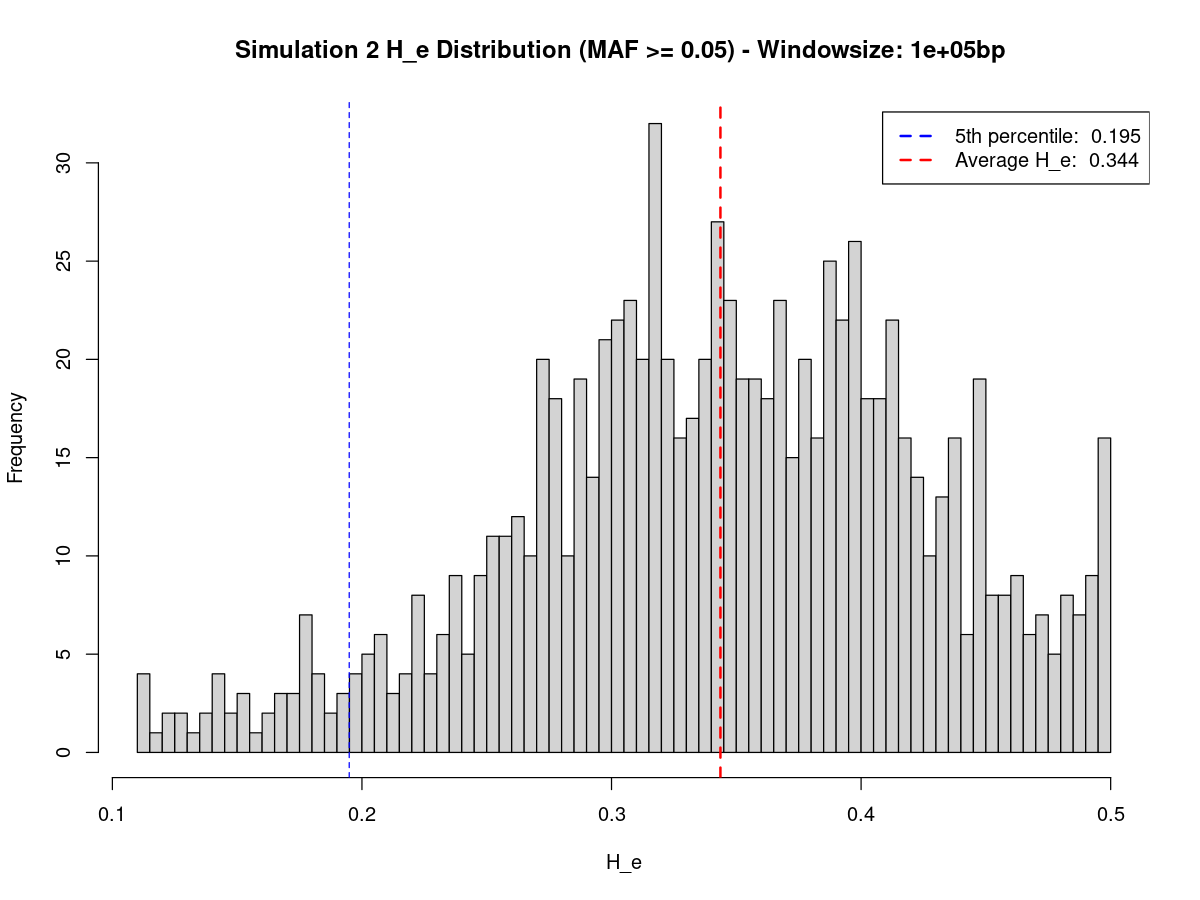 Simulation 2 H_e Distribution (MAF >= 0.05) - Windowsize: 1e+05bp
5th percentile:  0.195
Average H_e:  0.344
Frequency
30
25
20
15
10
5
0
0.1 0.2 0.3 0.4 0.5
H_e